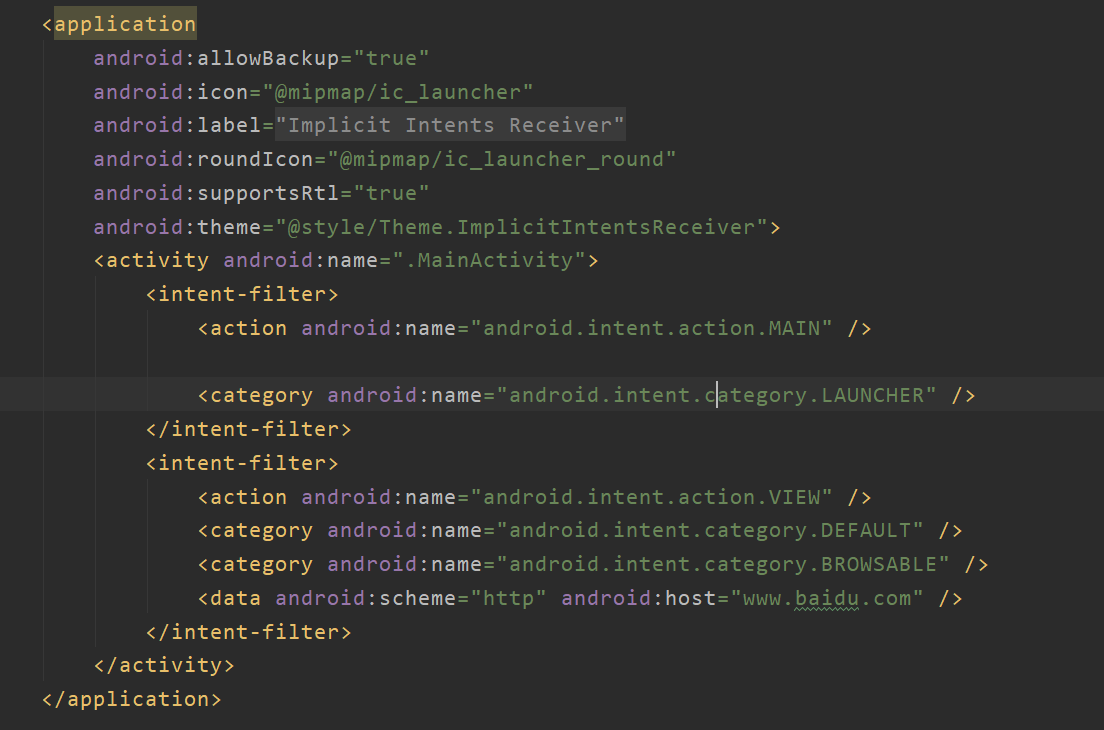 <application
android:allowBackup="true"
android:icon="@mipmap/ic_launcher"
android:label="Implicit Intents Receiver"
android:roundIcon="@mipmap/ic_launcher_round"
android:supportsRtl="true"
android:theme="@style/Theme.ImplicitIntentsReceiver">
<activity android:name=".MainActivity">
<intent-filter>
<action android:name="android.intent.action.MAIN" />
<category android:name="android.intent.category.LAUNCHER" />
</intent-filter>
<intent-filter>
<action android:name="android.intent.action.VIEW" />
<category android:name="android.intent.category.DEFAULT" />
<category android:name="android.intent.category.BROWSABLE" />
<data android:scheme="http" android:host="www.baidu.com" />
</intent-filter>
</activity>
</application>